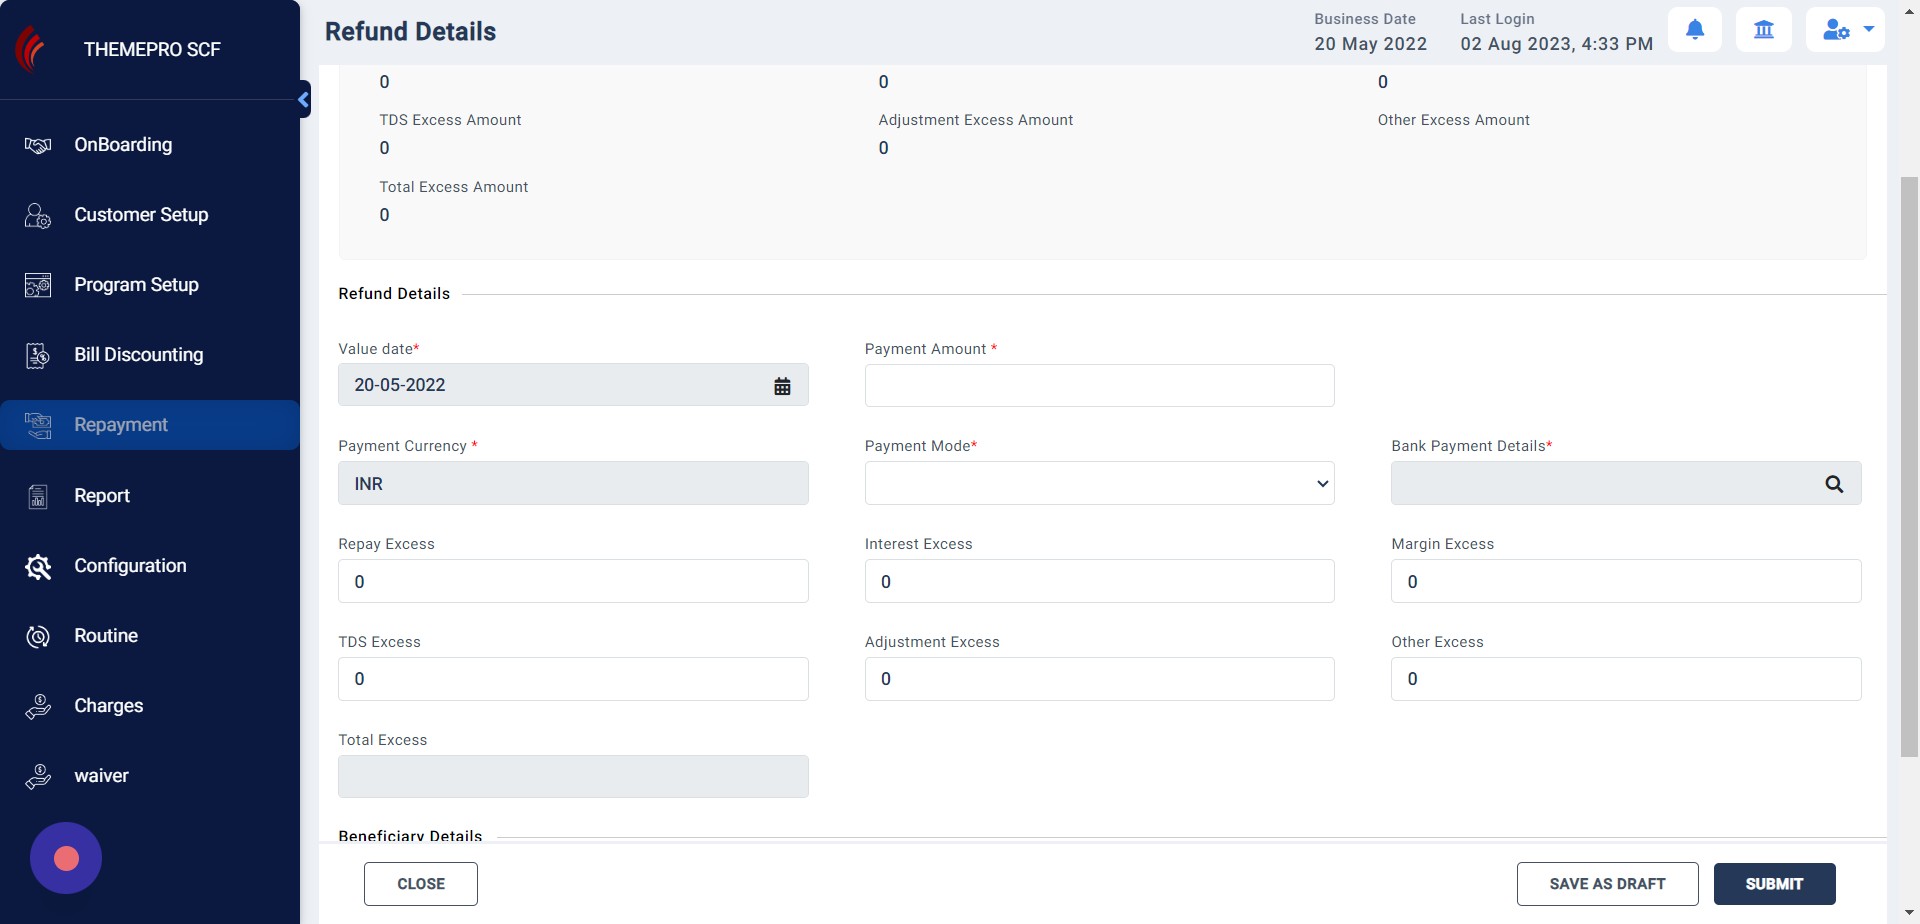 THEMEPRO SCF
OnBoarding
Customer Setup
Program Setup
Bill Discounting
Repayment
Report
Configuration
Routine
Charges
waiver
Refund Details
Business Date
20 May 2022
Last Login
02 Aug 2023, 4:33 PM
0 0 0
TDS Excess Amount Adjustment Excess Amount Other Excess Amount
0 0
Total Excess Amount
0
Refund Details
Value date* Payment Amount *
20-05-2022
Payment Currency * Payment Mode* Bank Payment Details*
INR
Repay Excess Interest Excess Margin Excess
0 0 0
TDS Excess Adjustment Excess Other Excess
0 0 0
Total Excess
Beneficiary Details
CLOSE SAVE AS DRAFT SUBMIT